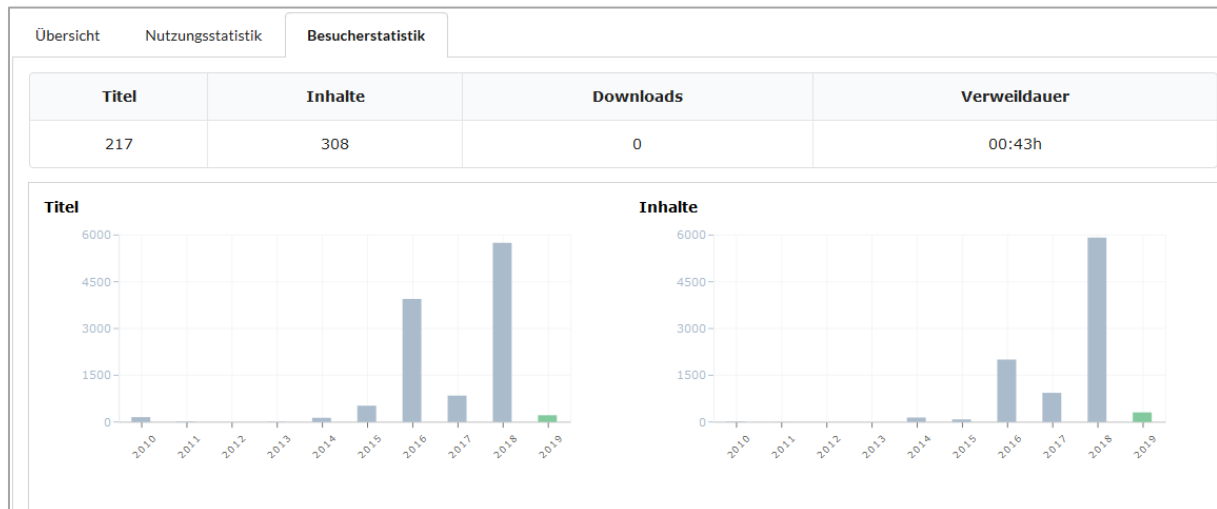 Übersicht Nutzungsstatistik Besucherstatistik
Titel Inhalte Downloads Verweildauer
217 308 0 00:43h
Titel
6000
4500
3000
1500
0
2010 2011 2012 2013 2014 2015 2016 2017 2018 2019
Inhalte
6000
4500
3000
1500
0
2010 2011 2012 2013 2014 2015 2016 2017 2018 2019